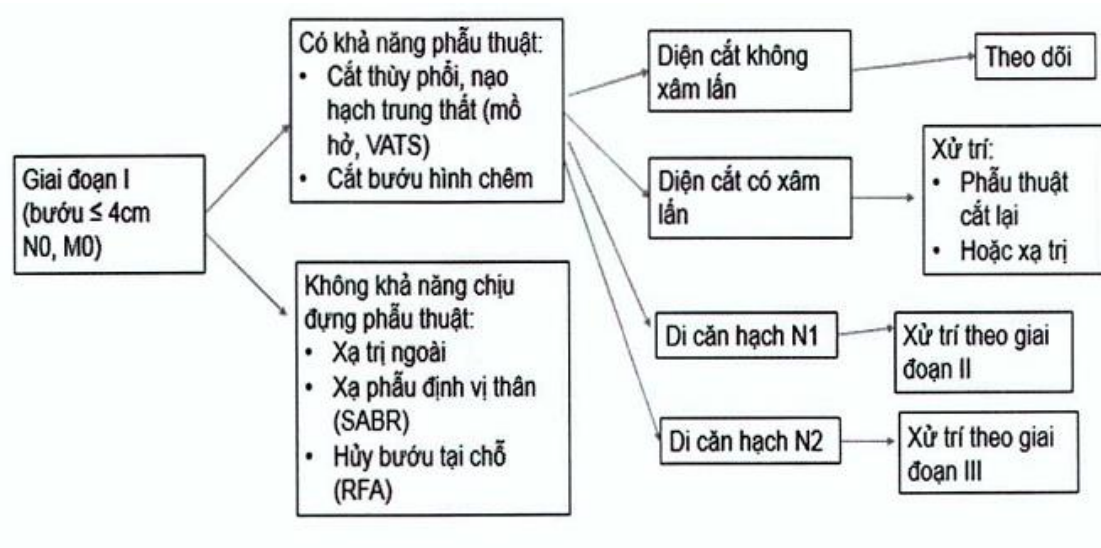 Giai đoạn I
(bướu ≤ 4cm
N0, M0)
Có khả năng phẫu thuật:
• Cắt thùy phổi, nạo
hạch trung thất (mổ
hở, VATS)
• Cắt bướu hình chêm
Không khả năng chịu
đựng phẫu thuật:
• Xạ trị ngoài
• Xạ phẫu định vị thân
(SABR)
• Hủy bướu tại chỗ
(RFA)
Diện cắt không
xâm lấn
Theo dõi
Diện cắt có xâm
lấn
Xử trí:
• Phẫu thuật
cắt lại
• Hoặc xạ trị
Di căn hạch N1
Xử trí theo giai
đoạn II
Di căn hạch N2
Xử trí theo giai
đoạn III